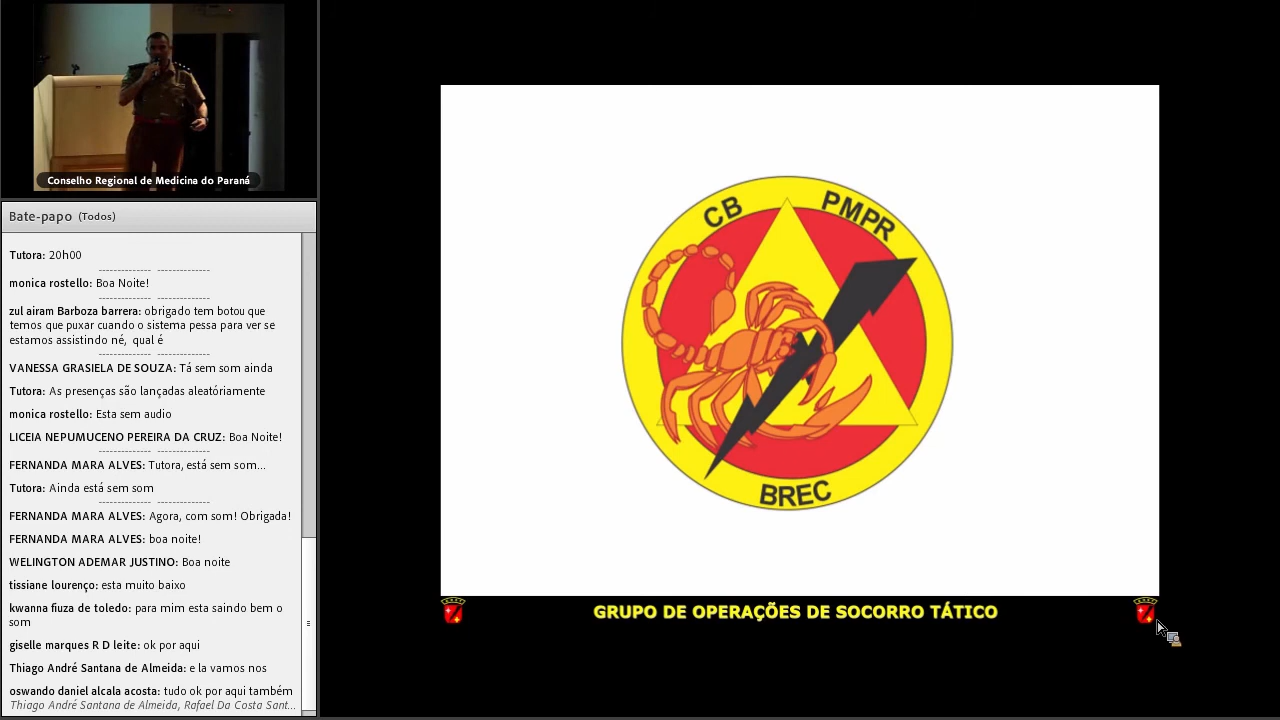 Conselho Regional de Medicina do Paraná
Bate-papo (Todos)
Tutora: 20h00
-------------- --------------
monica rostello: Boa Noite!
-------------- --------------
zul airam Barboza barrera: obrigado tem botou que
temos que puxar cuando o sistema pessa para ver se
estamos assistindo né, qual é
-------------- --------------
VANESSA GRASIELA DE SOUZA: Tá sem som ainda
Tutora: As presenças são lançadas aleatóriamente
monica rostello: Esta sem audio
LICEIA NEPUMUCENO PEREIRA DA CRUZ: Boa Noite!
-------------- --------------
FERNANDA MARA ALVES: Tutora, está sem som...
Tutora: Ainda está sem som
-------------- --------------
FERNANDA MARA ALVES: Agora, com som! Obrigada!
FERNANDA MARA ALVES: boa noite!
WELINGTON ADEMAR JUSTINO: Boa noite
tissiane lourenço: esta muito baixo
kwanna fiuza de toledo: para mim esta saindo bem o
som
giselle marques R D leite: ok por aqui
Thiago André Santana de Almeida: e la vamos nos
oswando daniel alcala acosta: tudo ok por aqui também
Thiago André Santana de Almeida, Rafael Da Costa Sant...
CB PMPR
BREC
GRUPO DE OPERAÇÕES DE SOCORRO TÁTICO